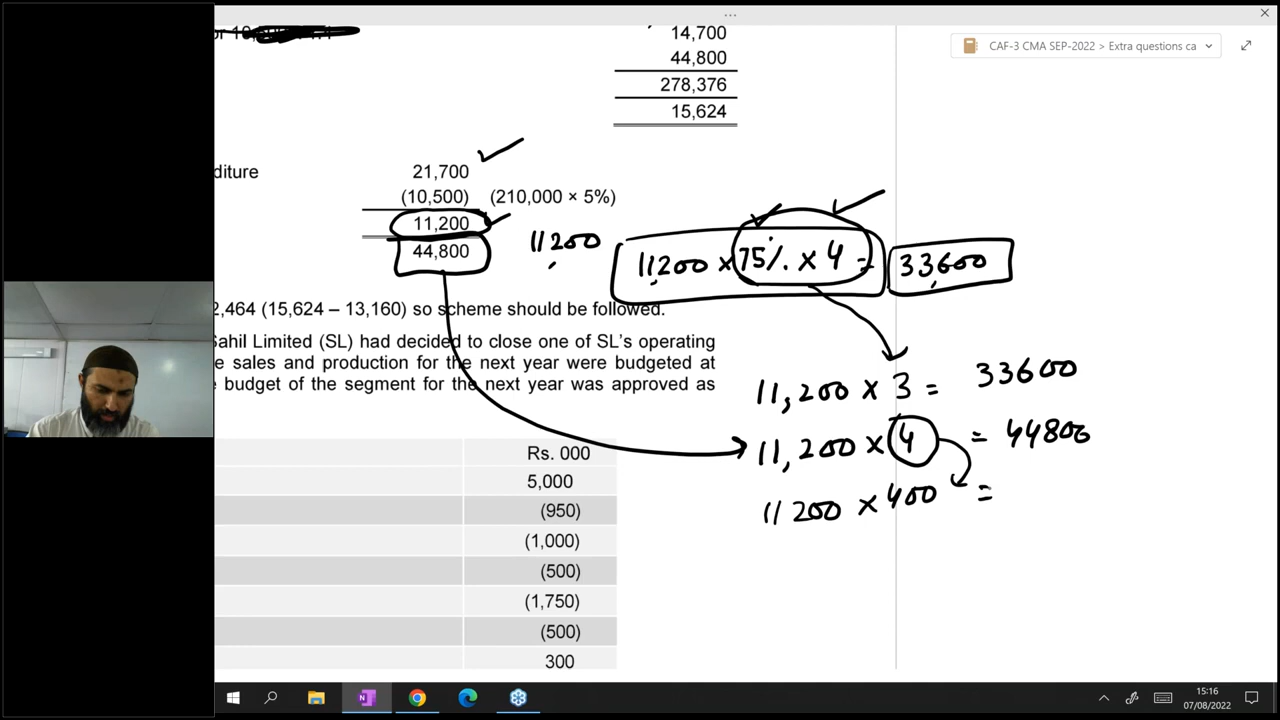 14,700
44,800
278,376
15,624
CAF-3 CMA SEP-2022 > Extra questions ca
diture 21,700
(10,500) (210,000 × 5%)
11,200
44,800
11200
11200 × 75% × 4 = 33,600
2,464 (15,624 – 13,160) so scheme should be followed.
Sahil Limited (SL) had decided to close one of SL's operating
e sales and production for the next year were budgeted at
budget of the segment for the next year was approved as
11,200 × 3 = 33600
11,200 × 4 = 44800
11200 × 400 =
Rs. 000
5,000
(950)
(1,000)
(500)
(1,750)
(500)
300
15:16
07/08/2022